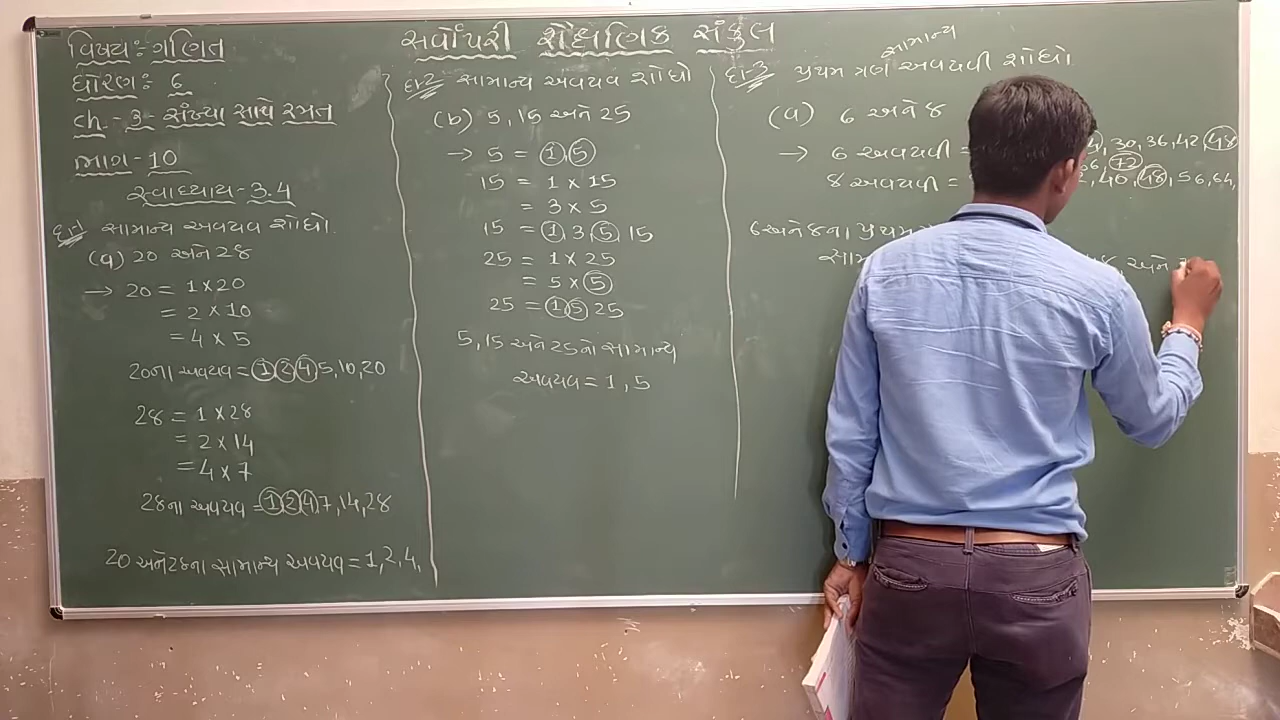 વિષય: ગણિત
ધોરણ: 6
ch - 3 - સંખ્યા સાથે રમત
ભાગ - 10
સ્વાધ્યાય - 3.4
દા-1 સામાન્ય અવયવ શોધો.
(a) 20 અને 28
→ 20 = 1 × 20
= 2 × 10
= 4 × 5
20ના અવયવ = 1 2 4 5, 10, 20
28 = 1 × 28
= 2 × 14
= 4 × 7
28ના અવયવ = 1 2 4 7, 14, 28
20 અને 28ના સામાન્ય અવયવ = 1, 2, 4,
સર્વોપરી શૈક્ષણિક સંકુલ
દા-2 સામાન્ય અવયવ શોધો
(b) 5, 15 અને 25
→ 5 = 1, 5
15 = 1 × 15
= 3 × 5
15 = 1, 3, 5, 15
25 = 1 × 25
= 5 × 5
25 = 1 5 25
5, 15 અને 25નો સામાન્ય
અવયવ = 1, 5
સામાન્ય
દા-3 પ્રથમ ત્રણ અવયવી શોધો.
(a) 6 અને 8
→ 6 અવયવી = , 30, 36, 42, 48
72
8 અવયવી = , 40, 48, 56, 64,
6 અને 8ના પ્રથમ
અને